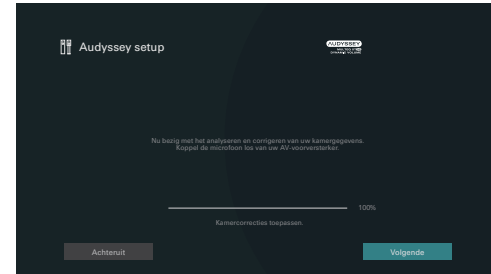 Audyssey setup
AUDYSSEY
Nu bezig met het analyseren en corrigeren van uw kamergegevens.
Koppel de microfoon los van uw AV-voorversterker.
100%
Kamercorrecties toepassen.
Achteruit
Volgende